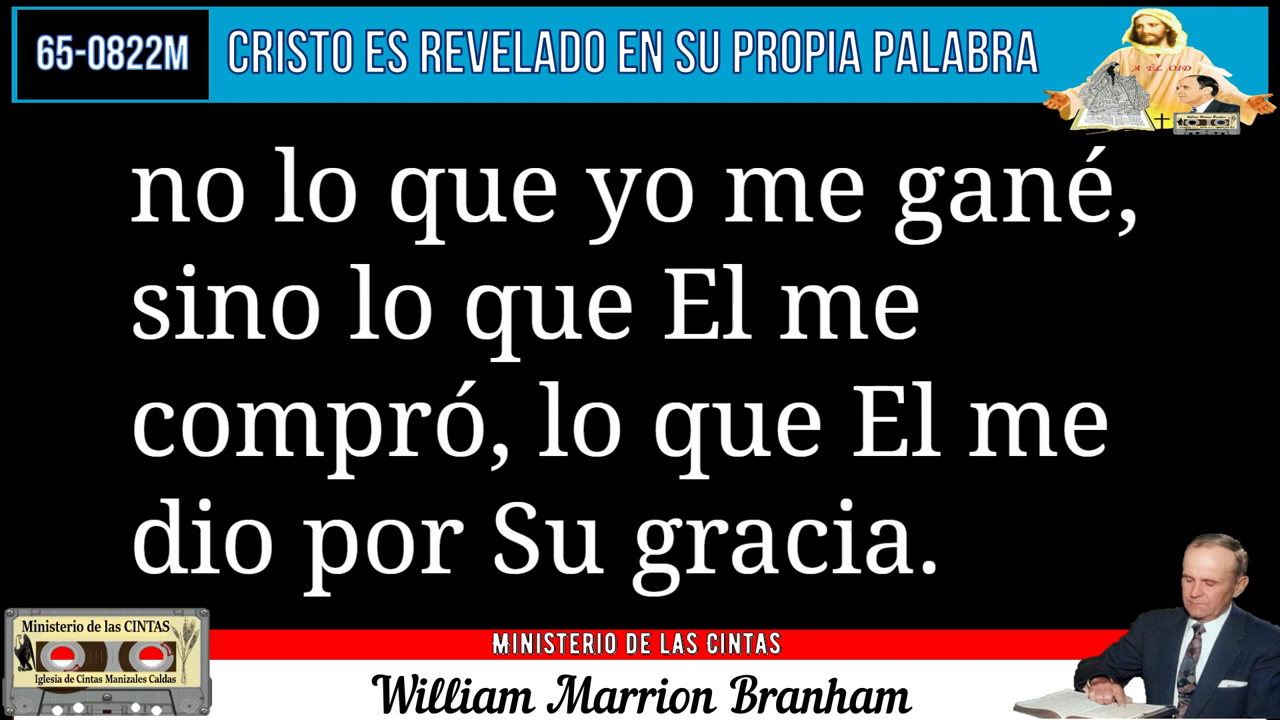 65-0822M
CRISTO ES REVELADO EN SU PROPIA PALABRA
A ÉL OID
no lo que yo me gané,
sino lo que El me
compró, lo que El me
dio por Su gracia.
Ministerio de las CINTAS
Iglesia de Cintas Manizales Caldas
MINISTERIO DE LAS CINTAS
William Marrion Branham